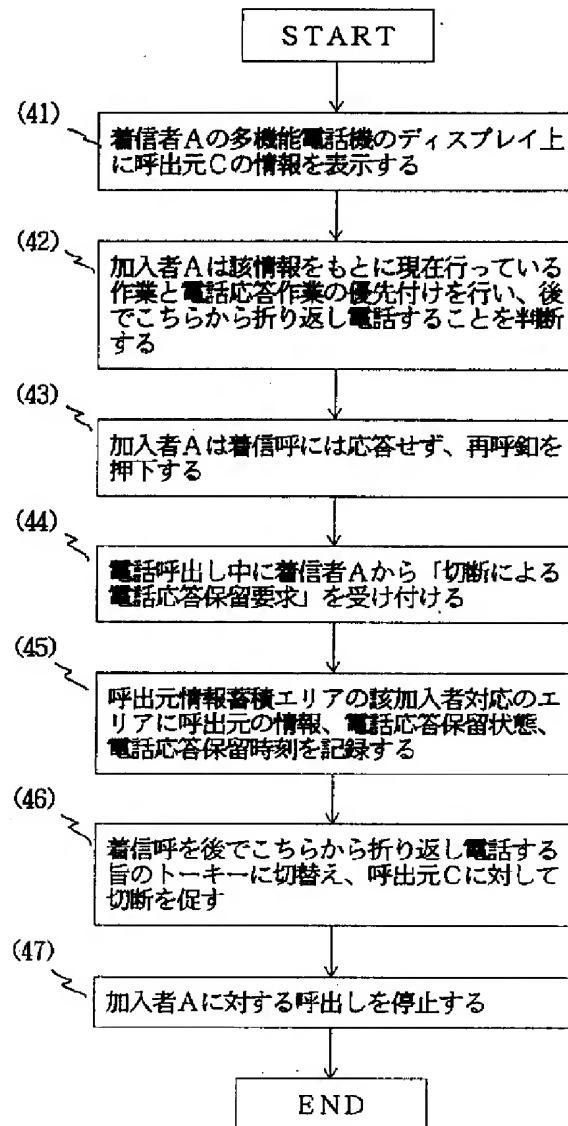 START
(41)
着信者Aの多機能電話機のディスプレイ上
に呼出元Cの情報を表示する
(42)
加入者Aは該情報をもとに現在行っている
作業と電話応答作業の優先付けを行い、後
でこちらから折り返し電話することを判断
する
(43)
加入者Aは着信呼には応答せず、再呼釦を
押下する
(44)
電話呼出し中に着信者Aから「切断による
電話応答保留要求」を受け付ける
(45)
呼出元情報蓄積エリアの該加入者対応のエ
リアに呼出元の情報、電話応答保留状態、
電話応答保留時刻を記録する
(46)
着信呼を後でこちらから折り返し電話する
旨のトーキーに切替え、呼出元Cに対して
切断を促す
(47)
加入者Aに対する呼出しを停止する
END